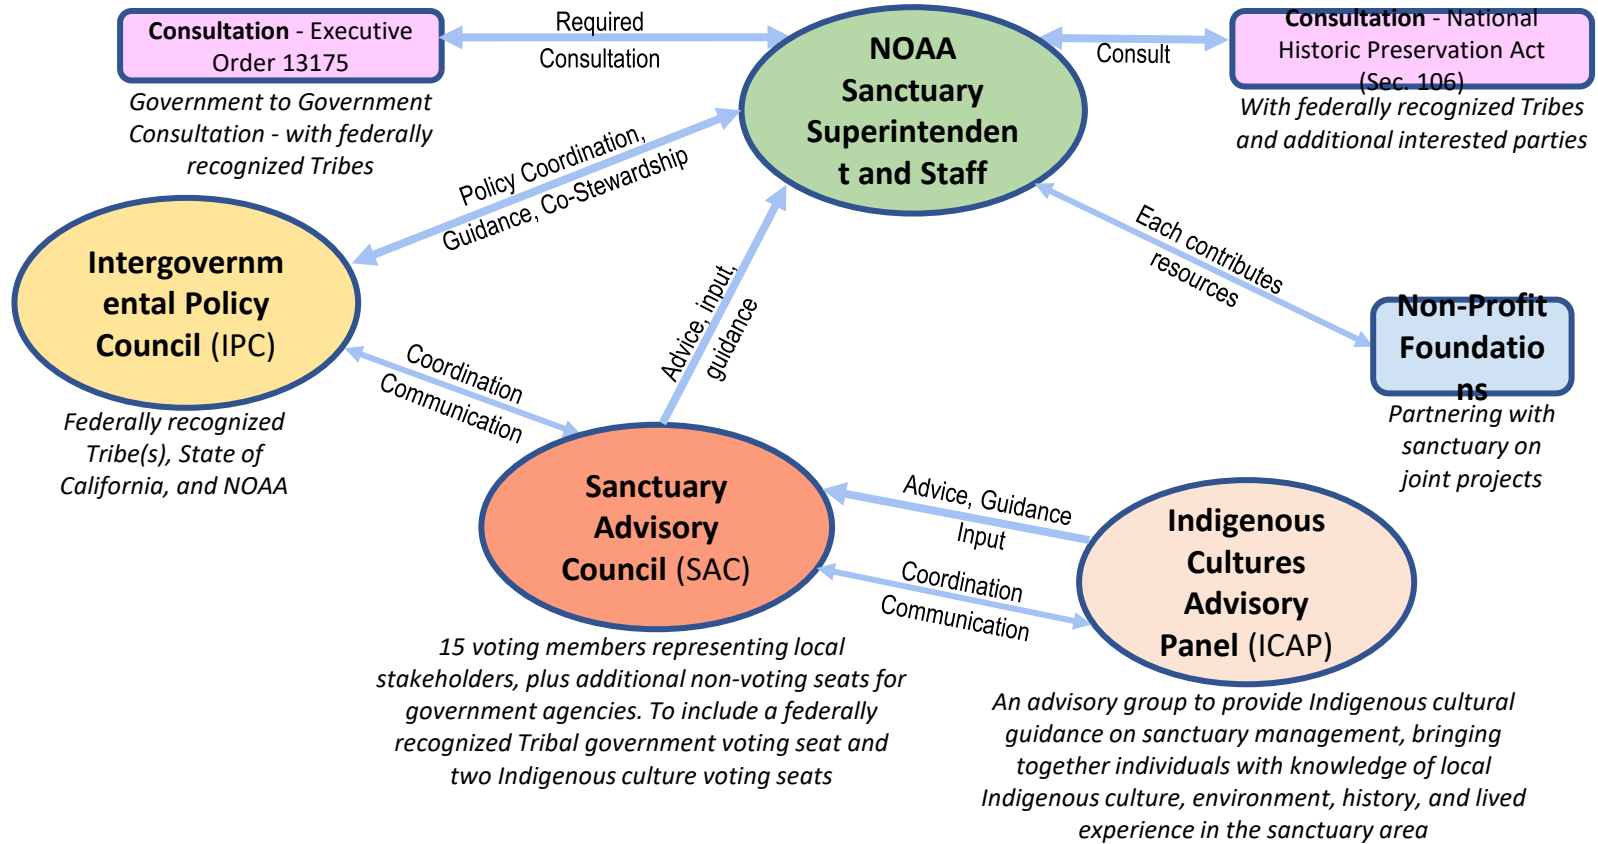 Consultation - Executive
Order 13175
Government to Government
Consultation - with federally
recognized Tribes
Required
Consultation
NOAA
Sanctuary
Superintenden
t and Staff
Consult
Consultation - National
Historic Preservation Act
(Sec. 106)
With federally recognized Tribes
and additional interested parties
Policy Coordination,
Guidance, Co-Stewardship
Intergovernm
ental Policy
Council (IPC)
Federally recognized
Tribe(s), State of
California, and NOAA
Advice, input,
guidance
Each contributes
resources
Non-Profit
Foundatio
ns
Partnering with
sanctuary on
joint projects
Coordination
Communication
Sanctuary
Advisory
Council (SAC)
15 voting members representing local
stakeholders, plus additional non-voting seats for
government agencies. To include a federally
recognized Tribal government voting seat and
two Indigenous culture voting seats
Advice, Guidance
Input
Coordination
Communication
Indigenous
Cultures
Advisory
Panel (ICAP)
An advisory group to provide Indigenous cultural
guidance on sanctuary management, bringing
together individuals with knowledge of local
Indigenous culture, environment, history, and lived
experience in the sanctuary area